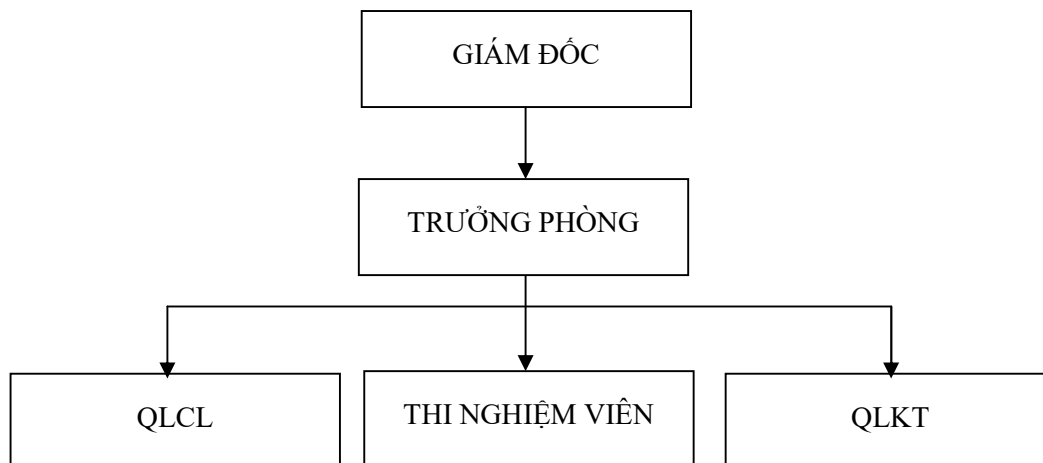 GIÁM ĐỐC
TRƯỞNG PHÒNG
QLCL
THI NGHIỆM VIÊN
QLKT